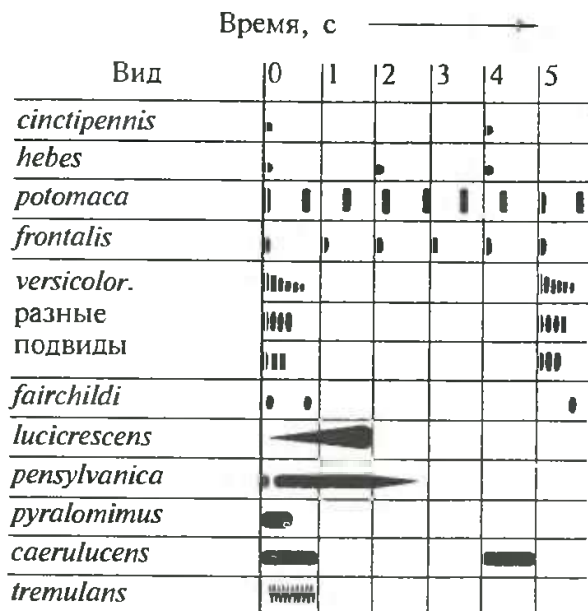 Время, с
Вид 0 1 2 3 4 5
cinctipennis
hebes
potomaca
frontalis
versicolor.
разные
подвиды
fairchildi
lucicrescens
pensylvanica
pyralomimus
caerulucens
tremulans